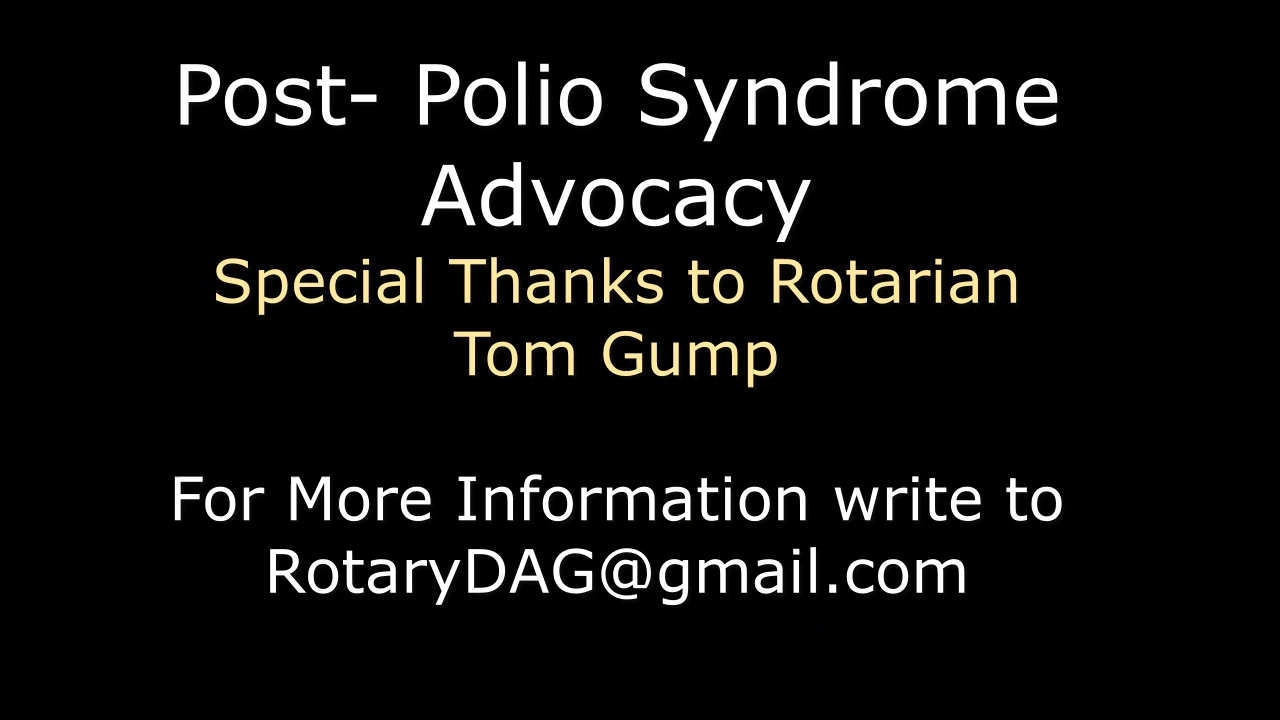 Post- Polio Syndrome
Advocacy
Special Thanks to Rotarian
Tom Gump
For More Information write to
RotaryDAG@gmail.com